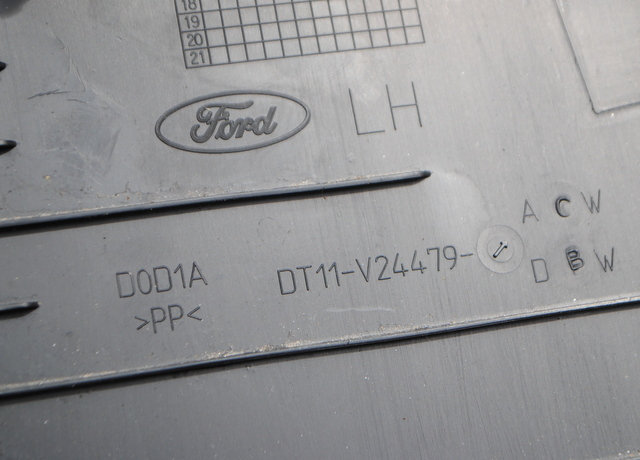 18
19
20
21
Ford LH
A C W
D0D1A DT11-V24479- D B W
>PP<